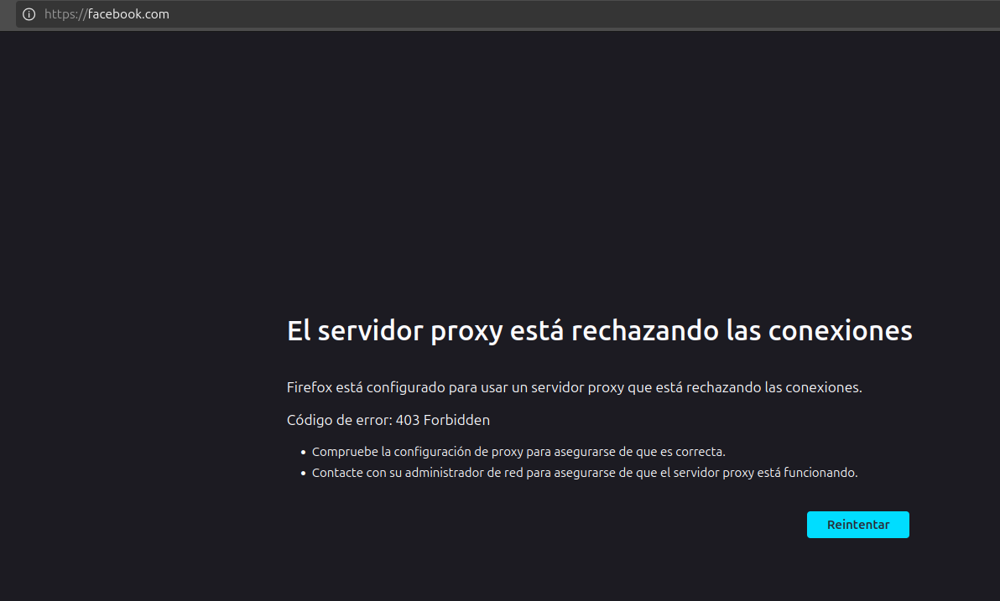 https://facebook.com
El servidor proxy está rechazando las conexiones
Firefox está configurado para usar un servidor proxy que está rechazando las conexiones.
Código de error: 403 Forbidden
• Compruebe la configuración de proxy para asegurarse de que es correcta.
• Contacte con su administrador de red para asegurarse de que el servidor proxy está funcionando.
Reintentar